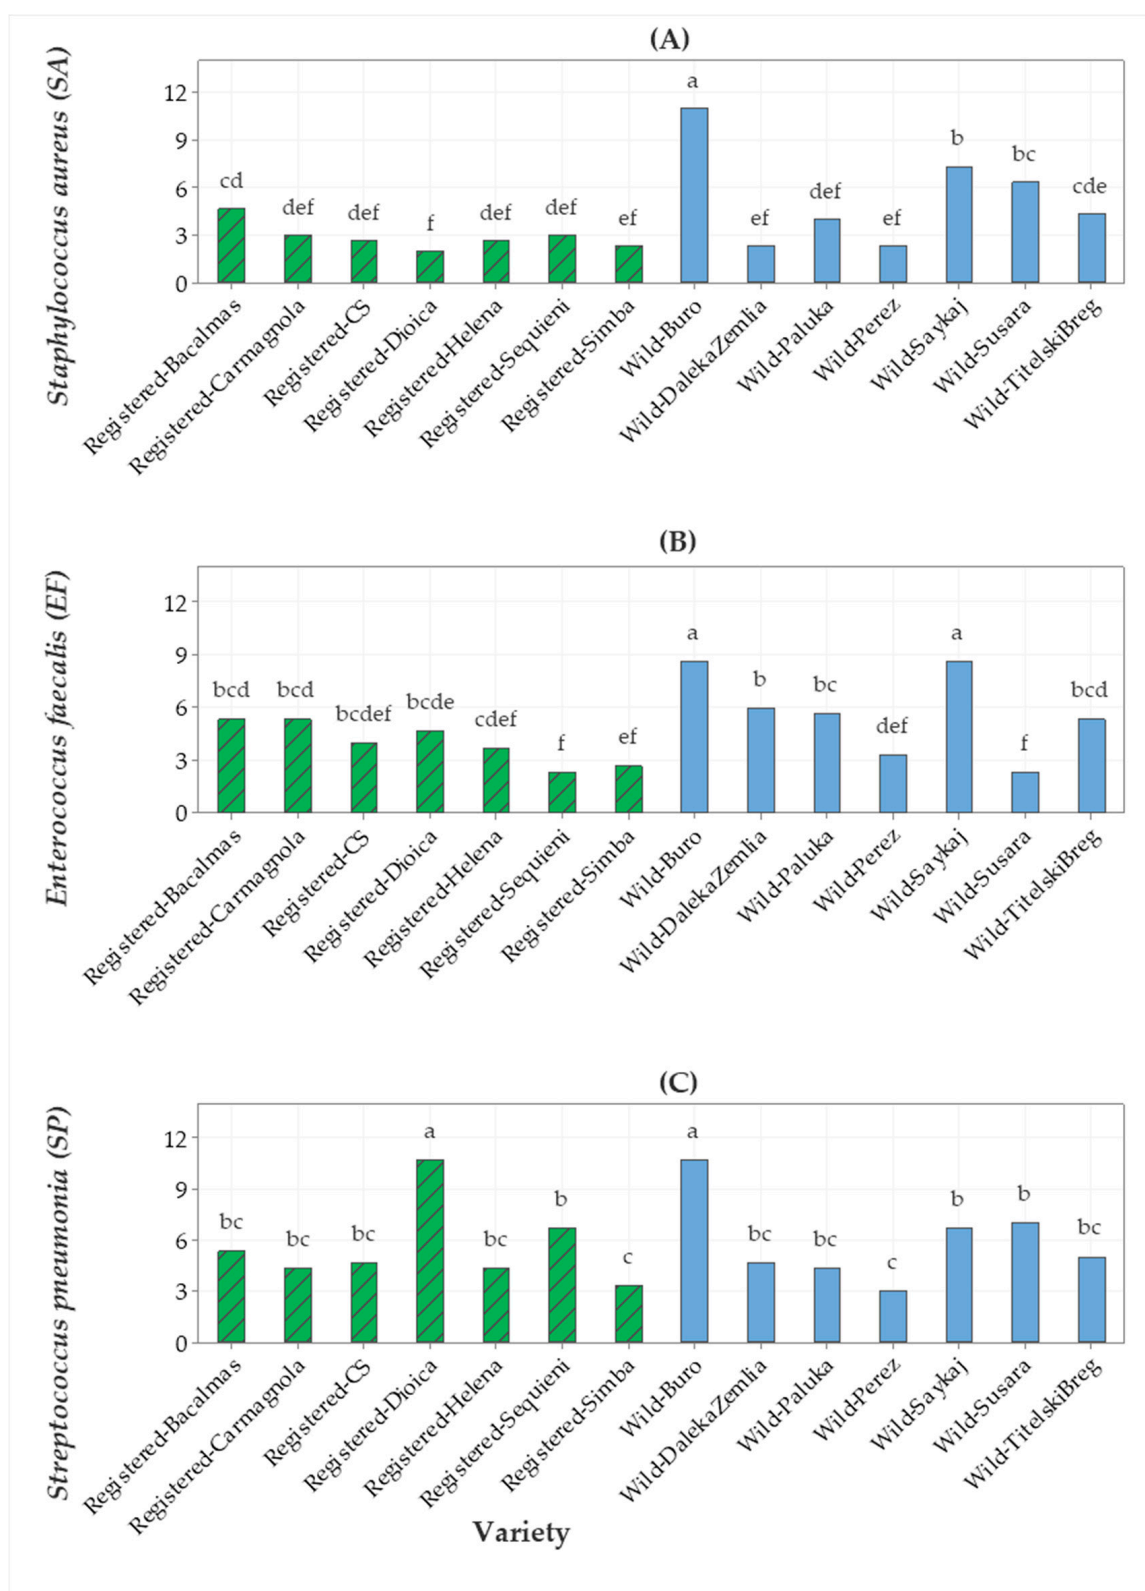 (A)
Staphylococcus aureus (SA)
12
9
6
3
0
cd
def
def
f
def
def
ef
a
ef
def
ef
b
bc
cde
Registered-Bacalmas
Registered-Carmagnola
Registered-CS
Registered-Dioica
Registered-Helena
Registered-Sequieni
Registered-Simba
Wild-Buro
Wild-DalekaZemlia
Wild-Paluka
Wild-Perez
Wild-Saykaj
Wild-Susara
Wild-TitelskiBreg
(B)
Enterococcus faecalis (EF)
12
9
6
3
0
bcd
bcd
bcdef
bcde
cdef
f
ef
a
b
bc
def
a
f
bcd
Registered-Bacalmas
Registered-Carmagnola
Registered-CS
Registered-Dioica
Registered-Helena
Registered-Sequieni
Registered-Simba
Wild-Buro
Wild-DalekaZemlia
Wild-Paluka
Wild-Perez
Wild-Saykaj
Wild-Susara
Wild-TitelskiBreg
(C)
Streptococcus pneumonia (SP)
12
9
6
3
0
bc
bc
bc
a
bc
b
c
a
bc
bc
c
b
b
bc
Registered-Bacalmas
Registered-Carmagnola
Registered-CS
Registered-Dioica
Registered-Helena
Registered-Sequieni
Registered-Simba
Wild-Buro
Wild-DalekaZemlia
Wild-Paluka
Wild-Perez
Wild-Saykaj
Wild-Susara
Wild-TitelskiBreg
Variety